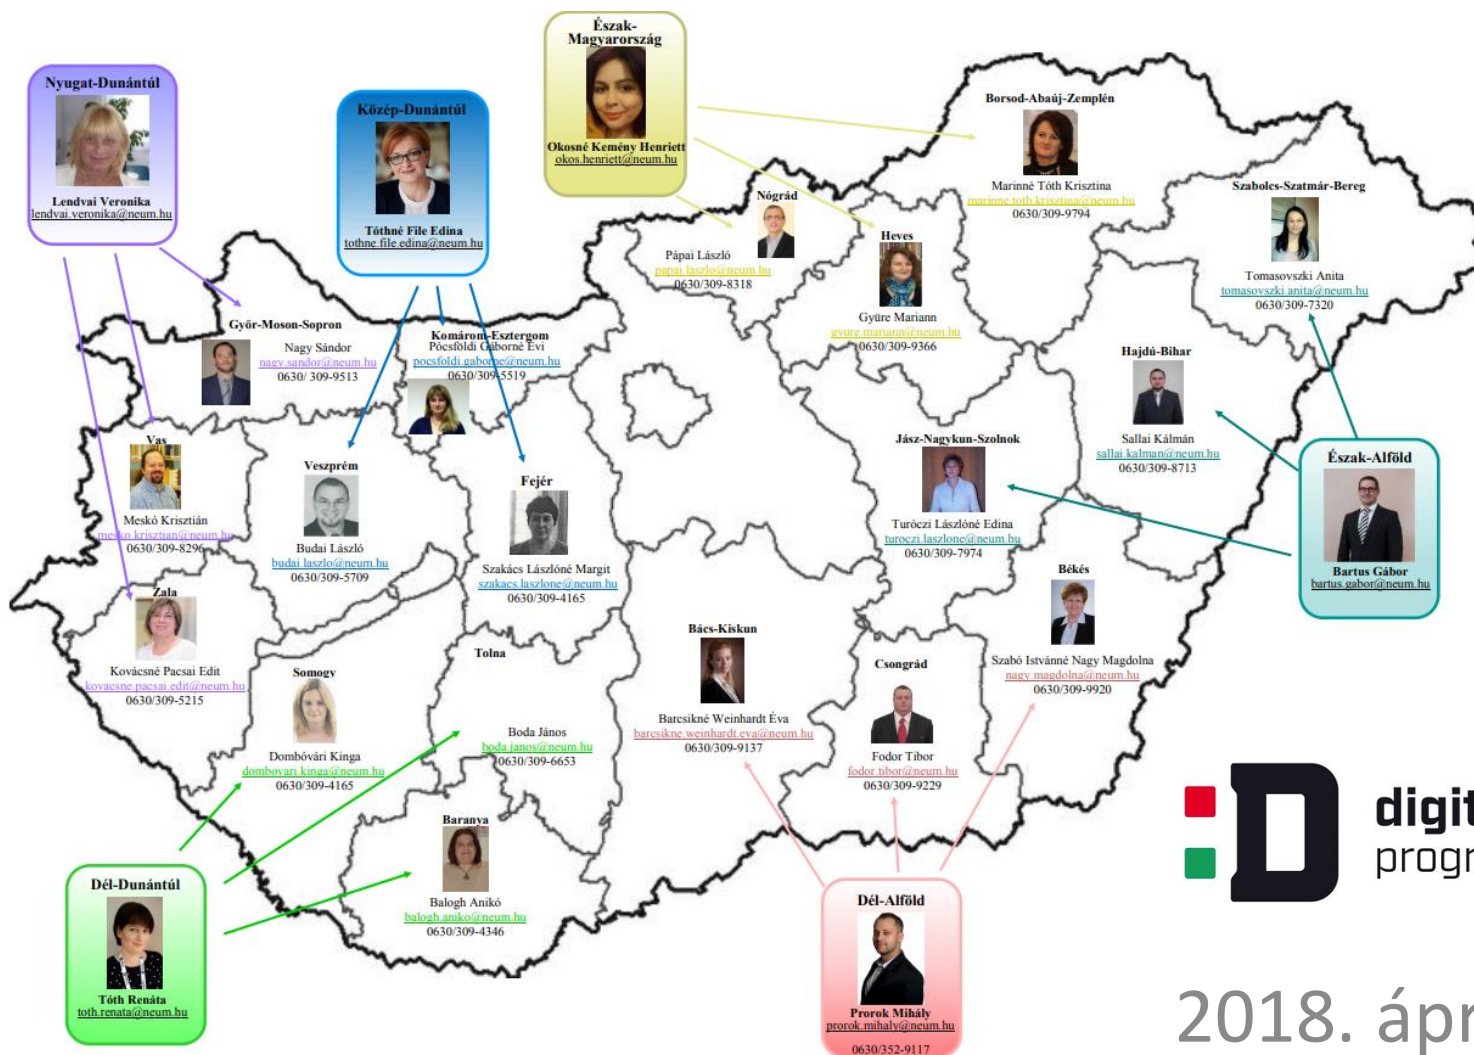 Észak-
Magyarország
Okosné Kemény Henriett
okos.henriett@neum.hu
Nyugat-Dunántúl
Lendvai Veronika
lendvai.veronika@neum.hu
Közép-Dunántúl
Tóthné File Edina
tothne.file.edina@neum.hu
Borsod-Abaúj-Zemplén
Marinné Tóth Krisztina
marinne.toth.krisztina@neum.hu
0630/309-9794
Szabolcs-Szatmár-Bereg
Tomasovszki Anita
tomasovszki.anita@neum.hu
0630/309-7320
Nógrád
Pápai László
papai.laszlo@neum.hu
0630/309-8318
Heves
Gyüre Mariann
gyure.mariann@neum.hu
0630/309-9366
Győr-Moson-Sopron
Nagy Sándor
nagy.sandor@neum.hu
0630/ 309-9513
Komárom-Esztergom
Pócsföldi Gáborné Évi
pocsfoldi.gaborne@neum.hu
0630/309-5519
Hajdú-Bihar
Sallai Kálmán
sallai.kalman@neum.hu
0630/309-8713
Vas
Meskó Krisztián
mesko.krisztian@neum.hu
0630/309-8296
Veszprém
Budai László
budai.laszlo@neum.hu
0630/309-5709
Fejér
Szakács Lászlóné Margit
szakacs.laszlone@neum.hu
0630/309-4165
Jász-Nagykun-Szolnok
Turóczi Lászlóné Edina
turoczi.laszlone@neum.hu
0630/309-7974
Észak-Alföld
Bartus Gábor
bartus.gabor@neum.hu
Békés
Szabó Istvánné Nagy Magdolna
nagy.magdolna@neum.hu
0630/309-9920
Zala
Kovácsné Pacsai Edit
kovacsne.pacsai.edit@neum.hu
0630/309-5215
Somogy
Dombóvári Kinga
dombovari.kinga@neum.hu
0630/309-4165
Tolna
Boda János
boda.janos@neum.hu
0630/309-6653
Bács-Kiskun
Barcsikné Weinhardt Éva
barcsikne.weinhardt.eva@neum.hu
0630/309-9137
Csongrád
Fodor Tibor
fodor.tibor@neum.hu
0630/309-9229
Baranya
Balogh Anikó
balogh.aniko@neum.hu
0630/309-4346
Dél-Dunántúl
Tóth Renáta
toth.renata@neum.hu
Dél-Alföld
Prorok Mihály
prorok.mihaly@neum.hu
0630/352-9117
D
digit
progr
2018. ápr